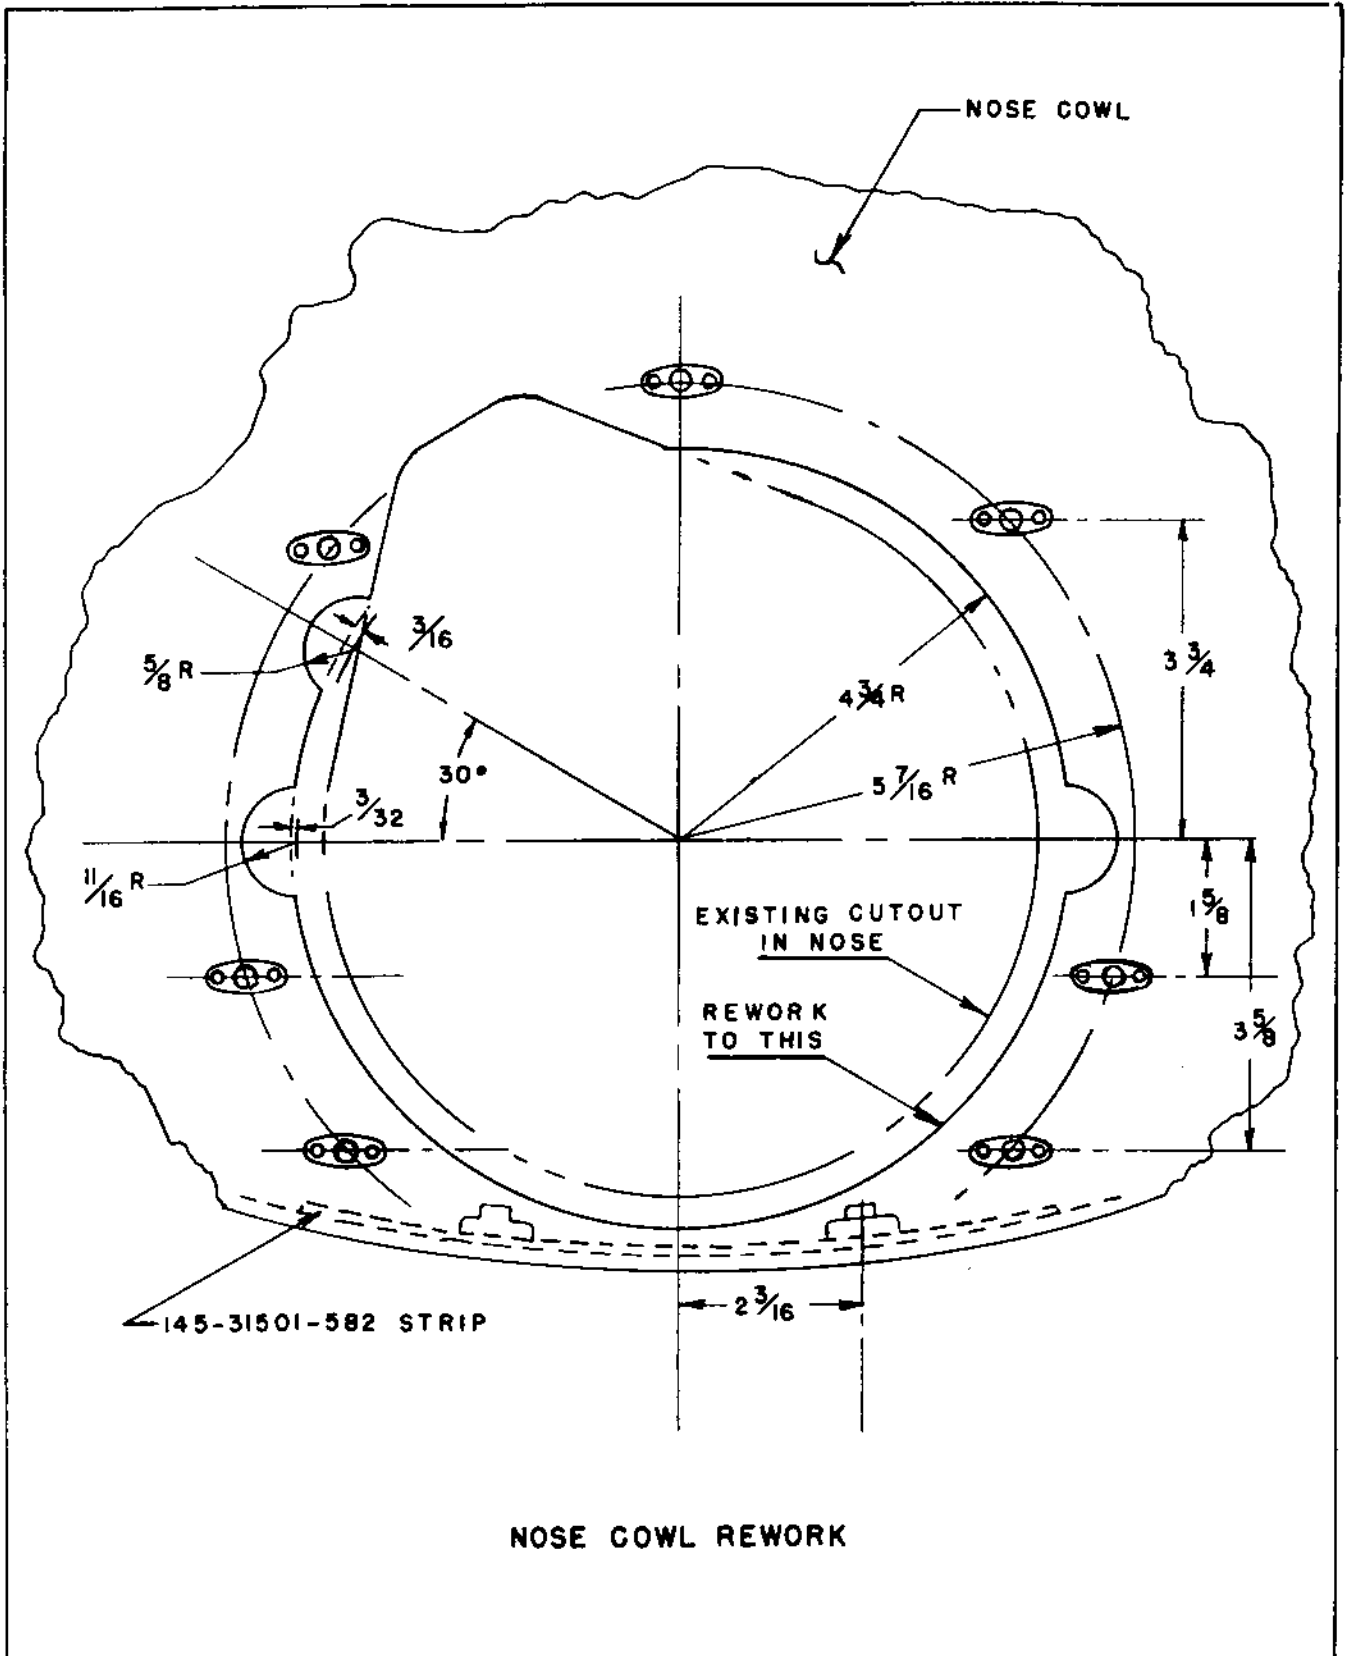 NOSE COWL
3/16
5/8 R
3 3/4
4 3/4 R
30°
5 7/16 R
3/32
11/16 R
1 5/8
EXISTING CUTOUT
IN NOSE
REWORK
TO THIS
3 5/8
2 3/16
145-31501-582 STRIP
NOSE COWL REWORK